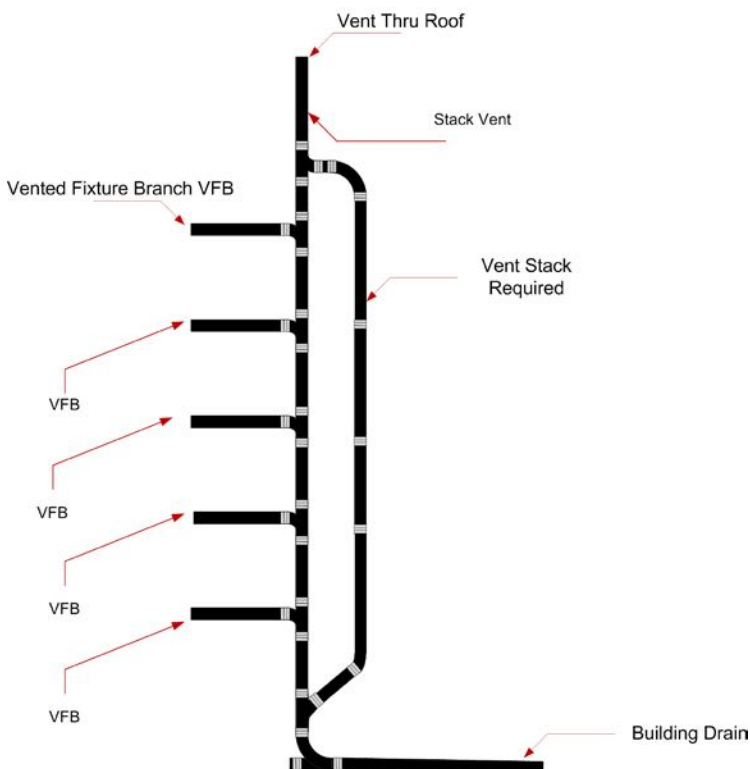 Vent Thru Roof
Stack Vent
Vented Fixture Branch VFB
Vent Stack
Required
VFB
VFB
VFB
VFB
Building Drain